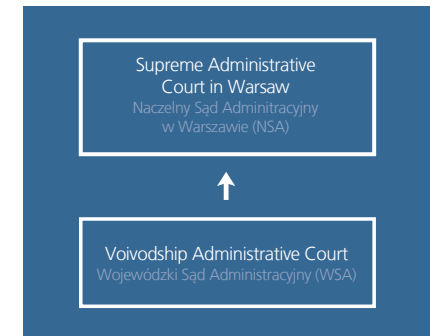 Supreme Administrative
Court in Warsaw
Naczelny Sąd Adminitracyjny
w Warszawie (NSA)
Voivodship Administrative Court
Wojewódzki Sąd Administracyjny (WSA)